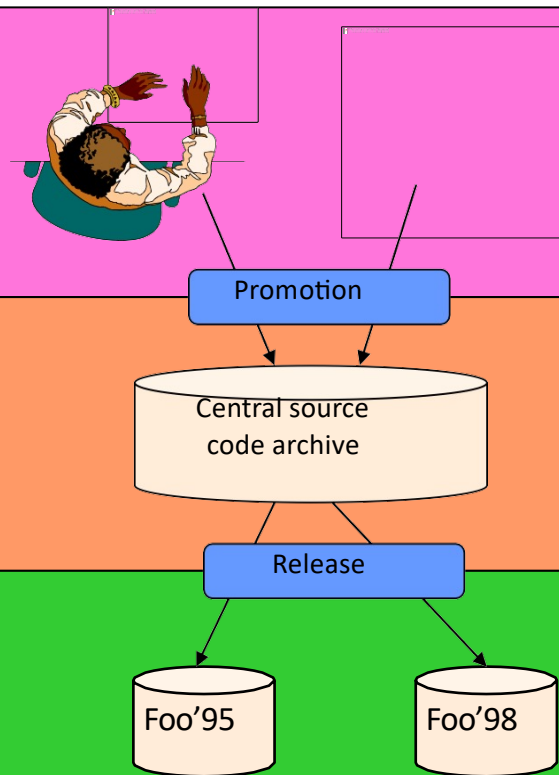 Promotion
Central source
code archive
Release
Foo’95
Foo’98